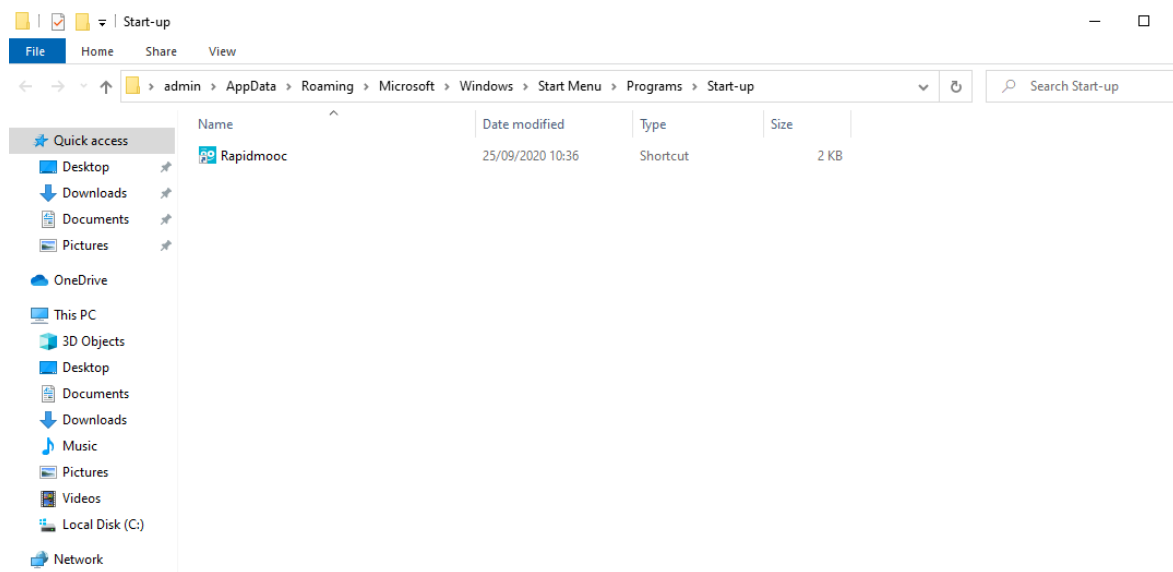 Start-up
File Home Share View
admin > AppData > Roaming > Microsoft > Windows > Start Menu > Programs > Start-up
Search Start-up
Name Date modified Type Size
Rapidmooc 25/09/2020 10:36 Shortcut 2 KB
Quick access
Desktop
Downloads
Documents
Pictures
OneDrive
This PC
3D Objects
Desktop
Documents
Downloads
Music
Pictures
Videos
Local Disk (C:)
Network